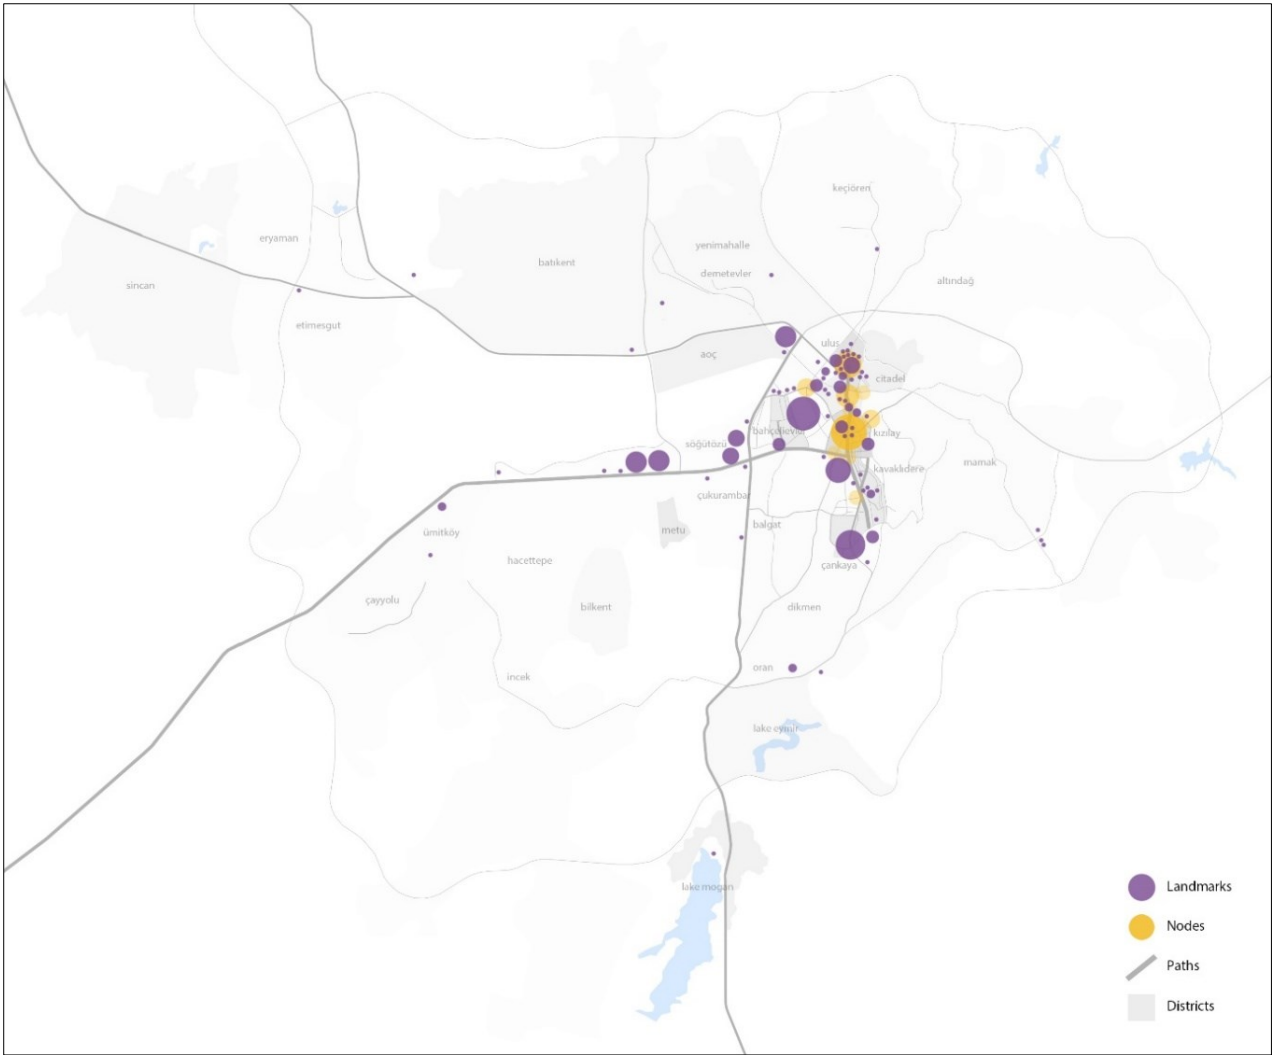 keçiören
eryaman
yenimahalle
batıkent
demetevler
sincan
altındağ
etimesgut
ulus
aoç
citadel
bahçelievler
kızılay
söğütözü
kavaklıdere
mamak
çukurambar
balgat
metu
ümitköy
hacettepe
çankaya
çayyolu
bilkent
dikmen
oran
incek
lake eymir
lake mogan
Landmarks
Nodes
Paths
Districts